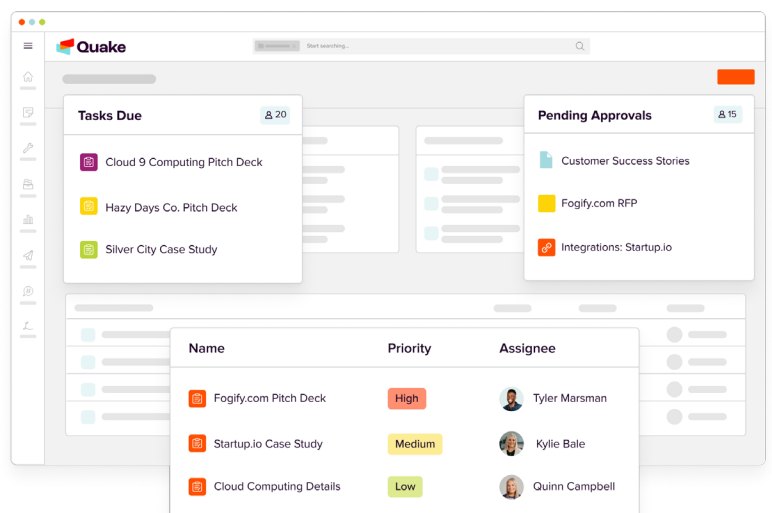 Quake
Start searching...
Tasks Due
20
Cloud 9 Computing Pitch Deck
Hazy Days Co. Pitch Deck
Silver City Case Study
Pending Approvals
15
Customer Success Stories
Fogify.com RFP
Integrations: Startup.io
Name Priority Assignee
Fogify.com Pitch Deck High Tyler Marsman
Startup.io Case Study Medium Kylie Bale
Cloud Computing Details Low Quinn Campbell